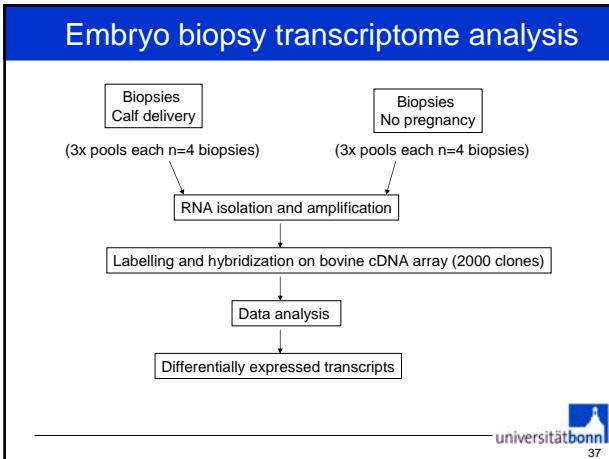 Embryo biopsy transcriptome analysis
Biopsies
Calf delivery
Biopsies
No pregnancy
(3x pools each n=4 biopsies)
(3x pools each n=4 biopsies)
RNA isolation and amplification
Labelling and hybridization on bovine cDNA array (2000 clones)
Data analysis
Differentially expressed transcripts
universitätbonn
37